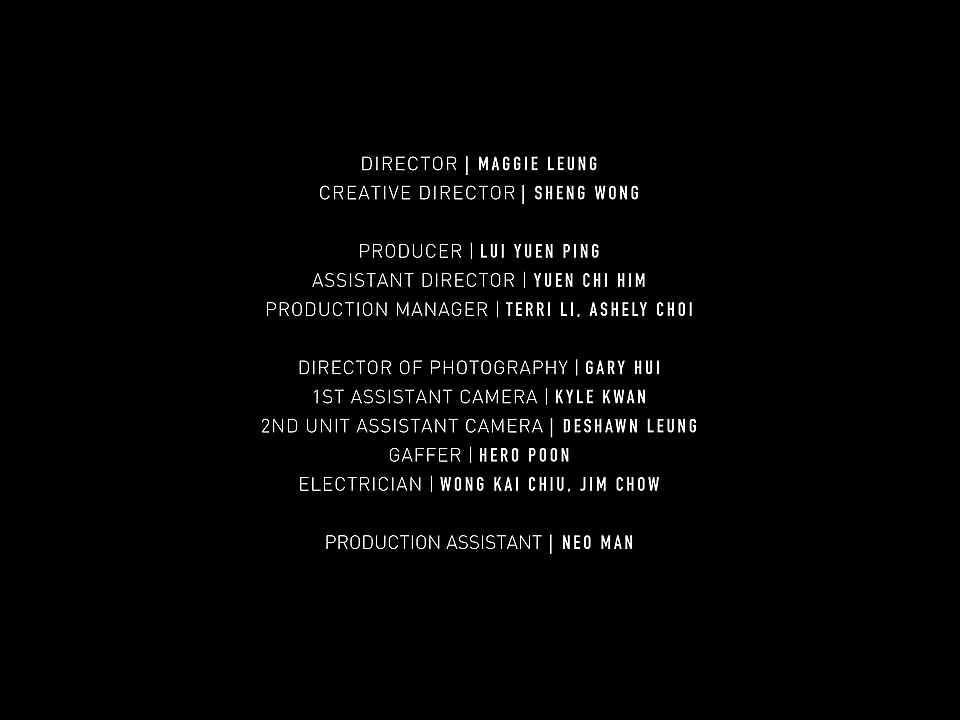 DIRECTOR | MAGGIE LEUNG
CREATIVE DIRECTOR | SHENG WONG
PRODUCER | LUI YUEN PING
ASSISTANT DIRECTOR | YUEN CHI HIM
PRODUCTION MANAGER | TERRI LI, ASHELY CHOI
DIRECTOR OF PHOTOGRAPHY | GARY HUI
1ST ASSISTANT CAMERA | KYLE KWAN
2ND UNIT ASSISTANT CAMERA | DESHAWN LEUNG
GAFFER | HERO POON
ELECTRICIAN | WONG KAI CHIU, JIM CHOW
PRODUCTION ASSISTANT | NEO MAN